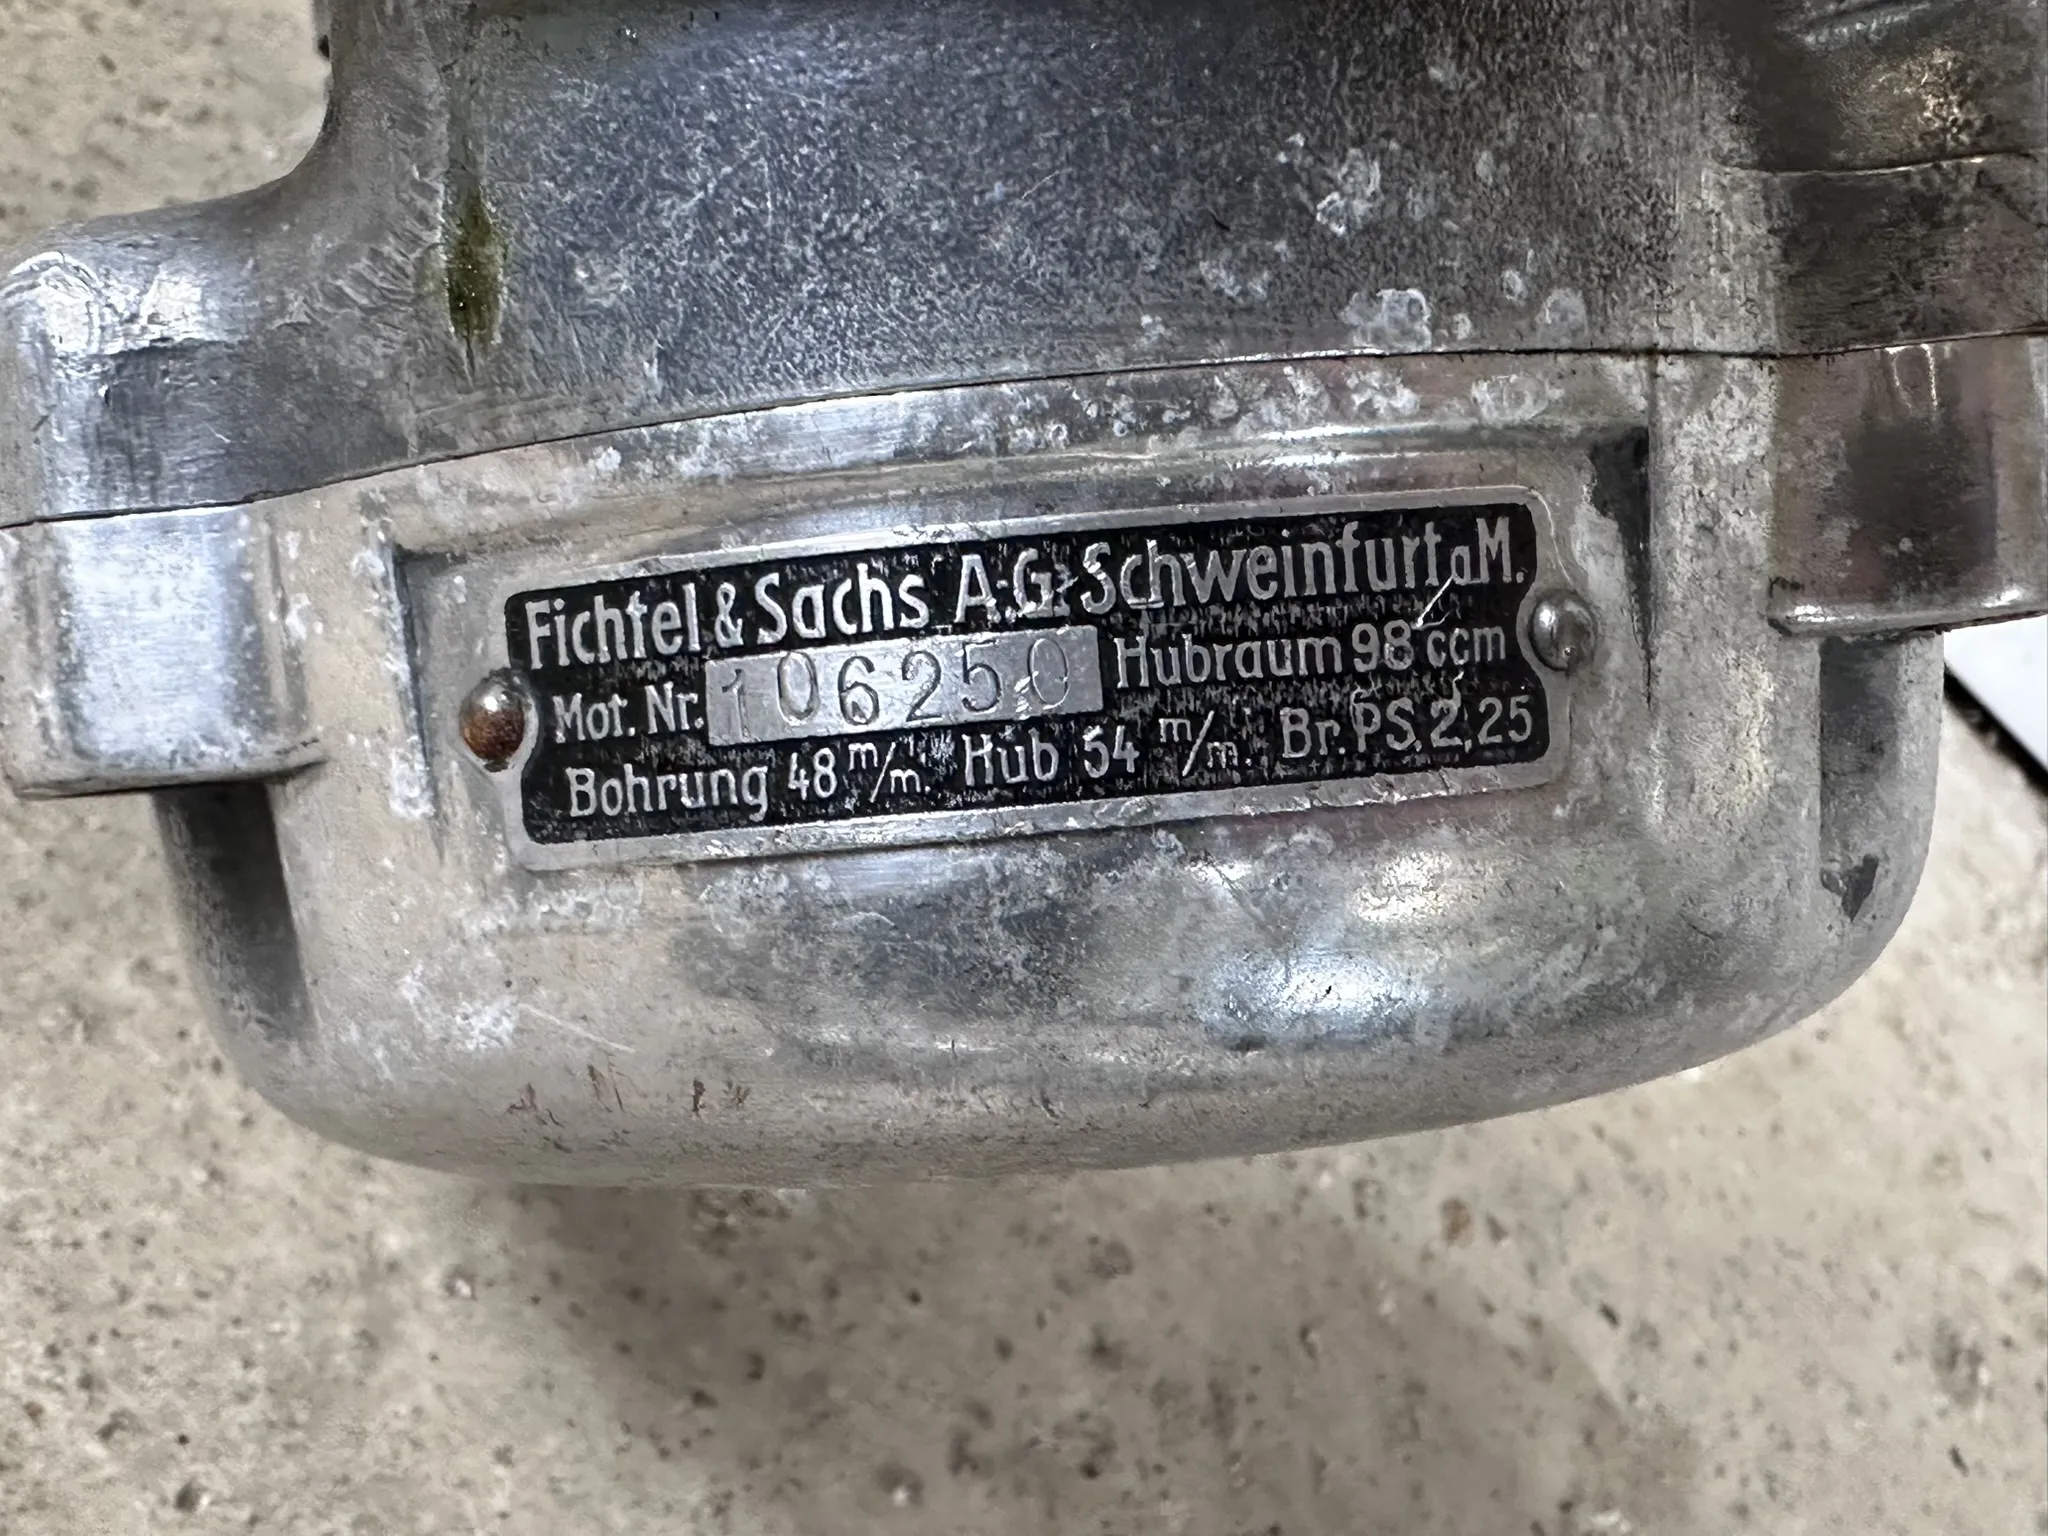 Fichtel & Sachs A.G. Schweinfurt a M.
Mot. Nr. 106250 Hubraum 98 ccm
Bohrung 48 m/m. Hub 54 m/m. Br. PS. 2,25